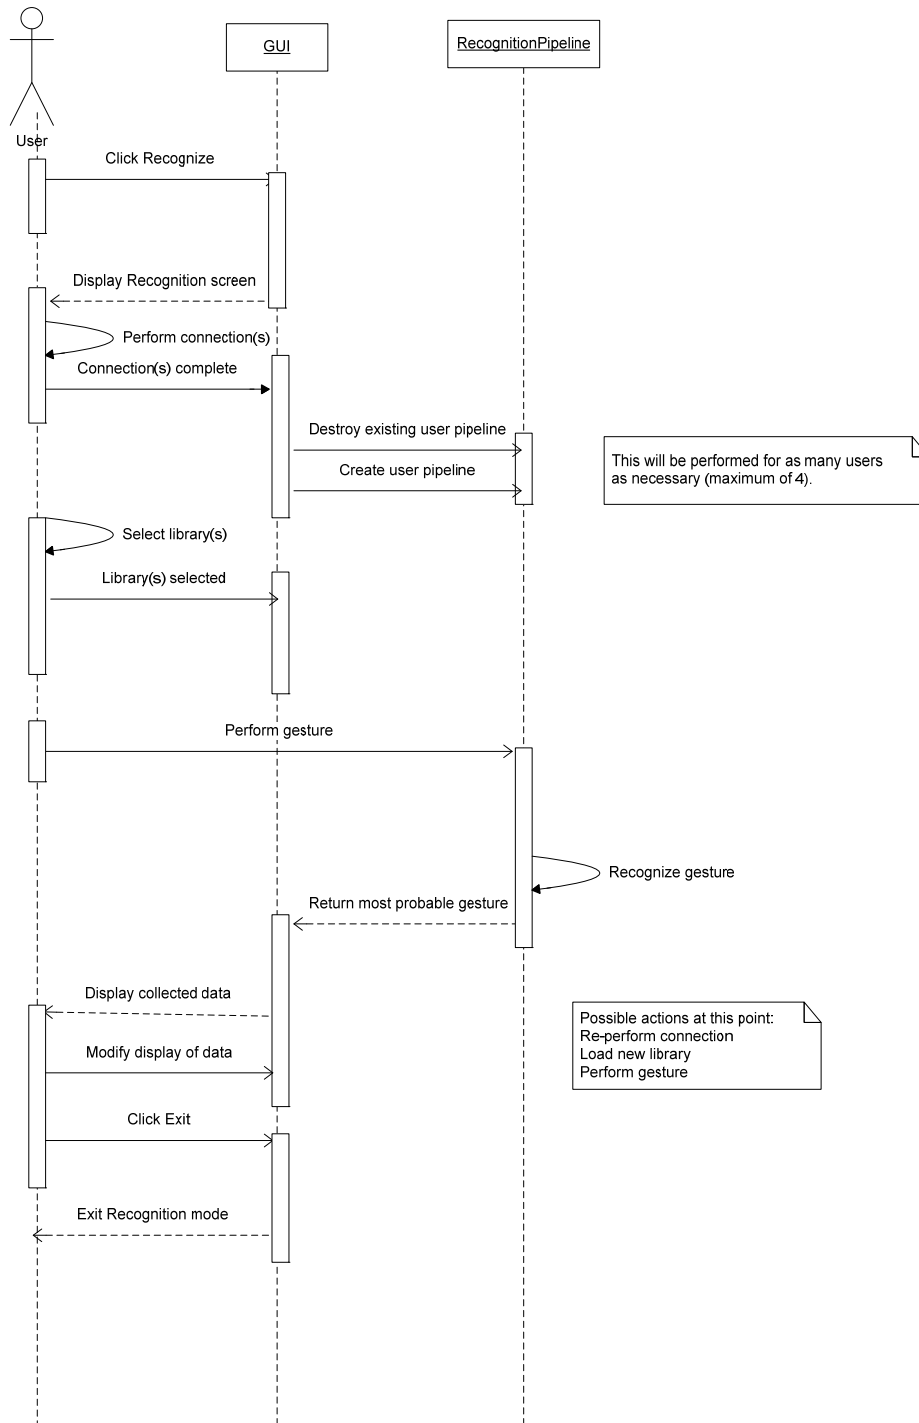 GUI
RecognitionPipeline
User
Click Recognize
Display Recognition screen
Perform connection(s)
Connection(s) complete
Destroy existing user pipeline
Create user pipeline
This will be performed for as many users
as necessary (maximum of 4).
Select library(s)
Library(s) selected
Perform gesture
Recognize gesture
Return most probable gesture
Display collected data
Possible actions at this point:
Re-perform connection
Load new library
Perform gesture
Modify display of data
Click Exit
Exit Recognition mode